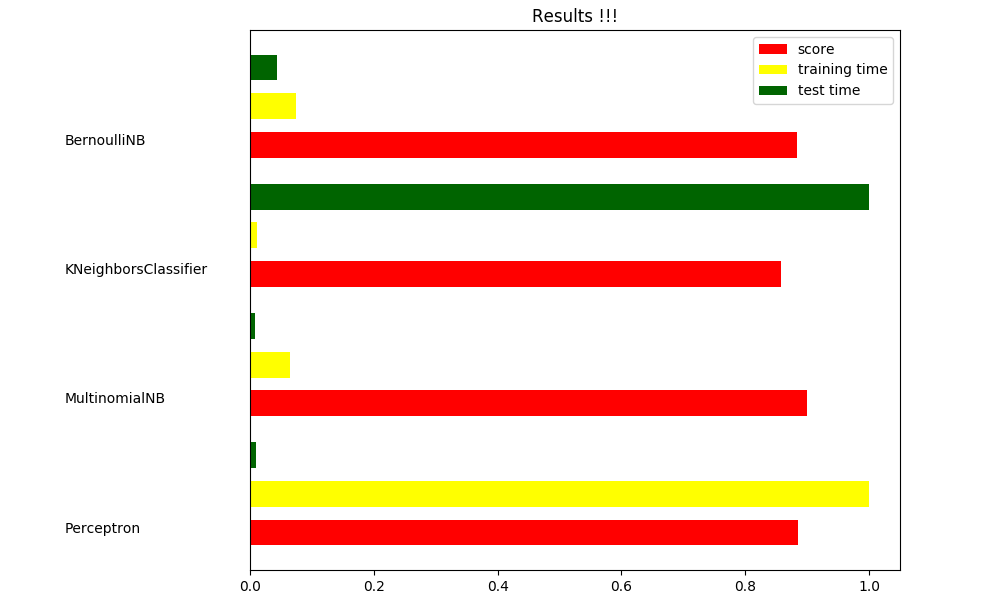 Results !!!
score
training time
test time
BernoulliNB
KNeighborsClassifier
MultinomialNB
Perceptron
0.0 0.2 0.4 0.6 0.8 1.0